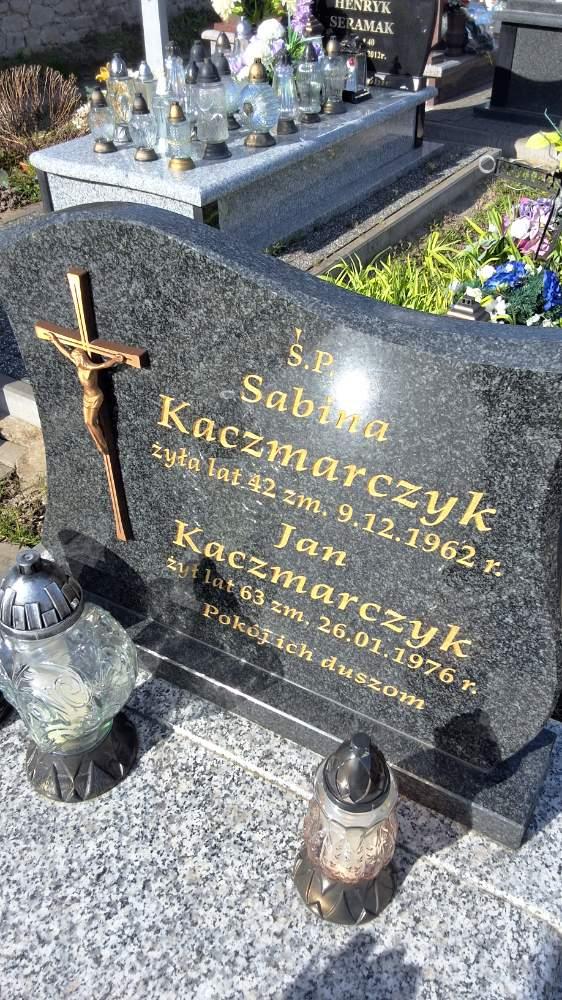 HENRYK
SERAMAK
Ś.P.
Sabina
Kaczmarczyk
żyła lat 42 zm. 9.12.1962 r.
Jan
Kaczmarczyk
żył lat 63 zm. 26.01.1976 r.
Pokój ich duszom